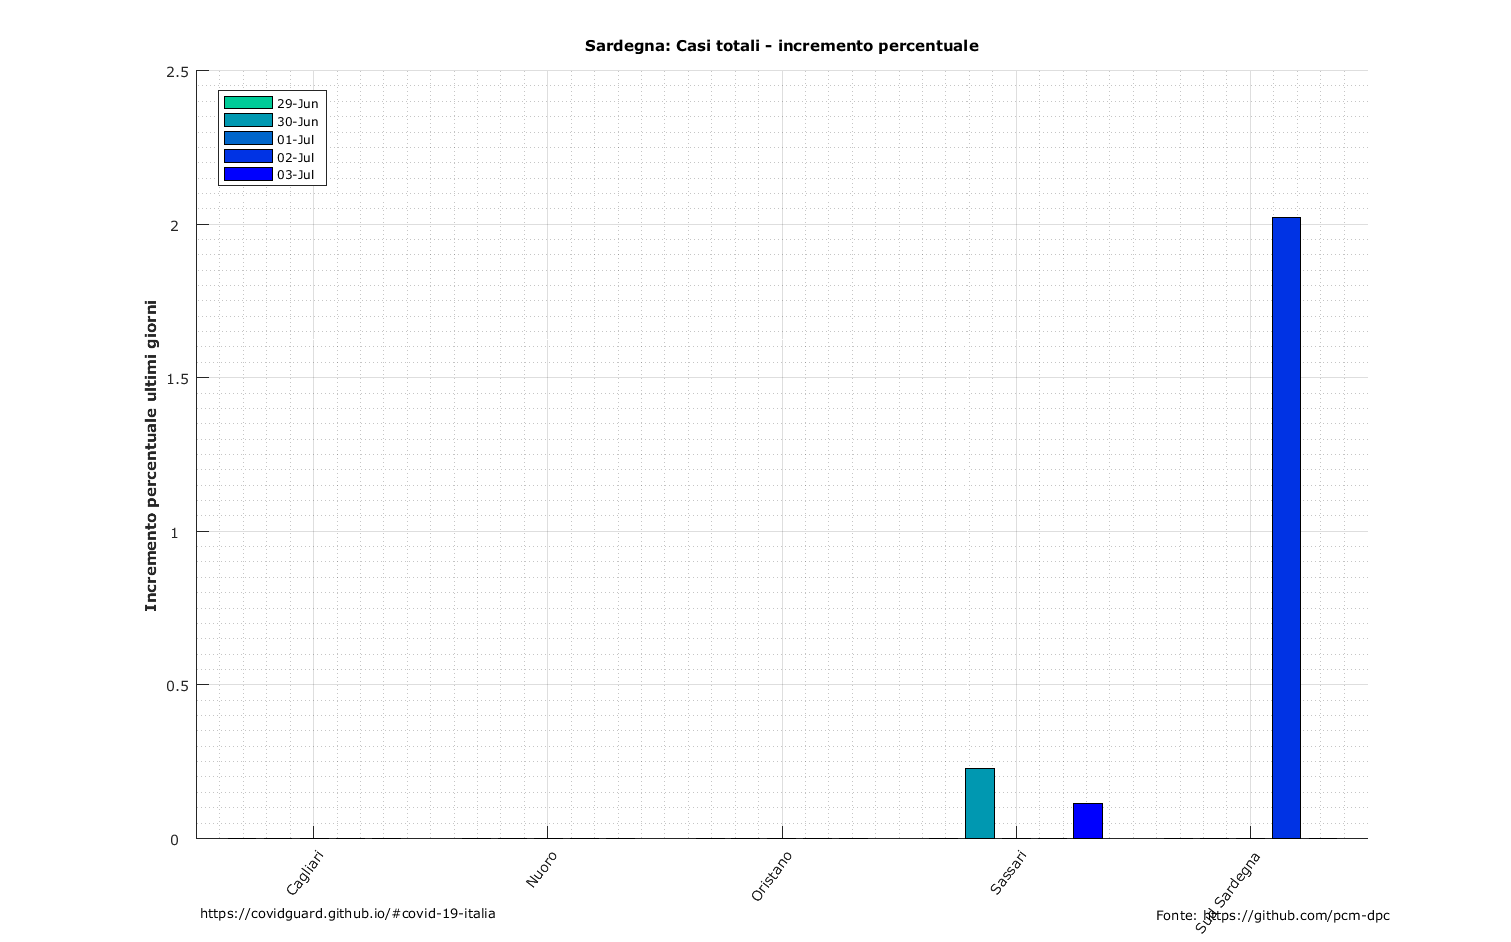 Sardegna: Casi totali - incremento percentuale
2.5
2
1.5
1
0.5
0
Incremento percentuale ultimi giorni
29-Jun
30-Jun
01-Jul
02-Jul
03-Jul
Cagliari
Nuoro
Oristano
Sassari
Sud Sardegna
https://covidguard.github.io/#covid-19-italia
Fonte: https://github.com/pcm-dpc